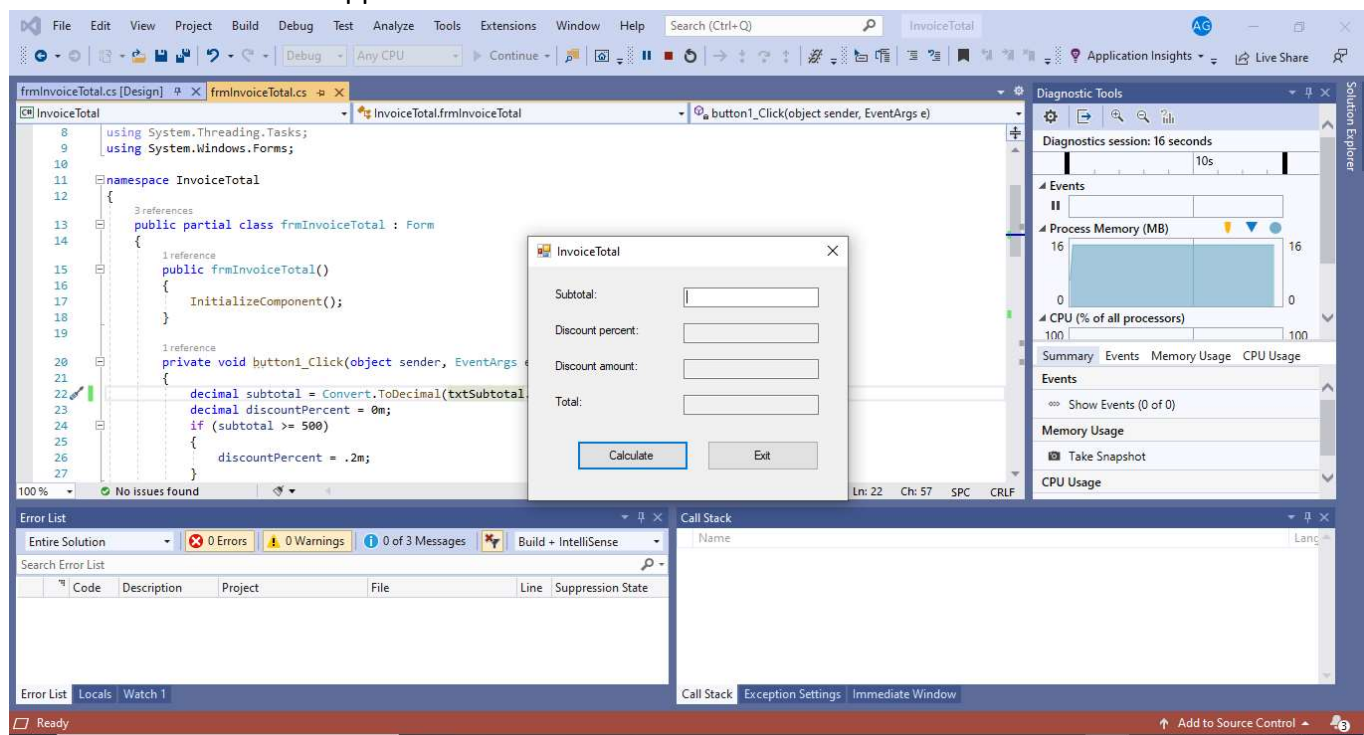 File Edit View Project Build Debug Test Analyze Tools Extensions Window Help Search (Ctrl+Q) InvoiceTotal AG
Debug Any CPU Continue Application Insights Live Share
frmInvoiceTotal.cs [Design] frmInvoiceTotal.cs
C# InvoiceTotal InvoiceTotal.frmInvoiceTotal button1_Click(object sender, EventArgs e)
8 using System.Threading.Tasks;
9 using System.Windows.Forms;
10
11 namespace InvoiceTotal
12 {
3 references
13 public partial class frmInvoiceTotal : Form
14 {
1 reference
15 public frmInvoiceTotal()
16 {
17 InitializeComponent();
18 }
19
1 reference
20 private void button1_Click(object sender, EventArgs e
21 {
22 decimal subtotal = Convert.ToDecimal(txtSubtotal.
23 decimal discountPercent = 0m;
24 if (subtotal >= 500)
25 {
26 discountPercent = .2m;
27 }
100 % No issues found Ln: 22 Ch: 57 SPC CRLF
InvoiceTotal
Subtotal:
Discount percent:
Discount amount:
Total:
Calculate Exit
Diagnostic Tools
Diagnostics session: 16 seconds
10s
Events
Process Memory (MB)
16 16
0 0
CPU (% of all processors)
100 100
Summary Events Memory Usage CPU Usage
Events
Show Events (0 of 0)
Memory Usage
Take Snapshot
CPU Usage
Solution Explorer
Error List
Entire Solution 0 Errors 0 Warnings 0 of 3 Messages Build + IntelliSense
Search Error List
Code Description Project File Line Suppression State
Error List Locals Watch 1
Call Stack
Name Lang
Call Stack Exception Settings Immediate Window
Ready Add to Source Control 3